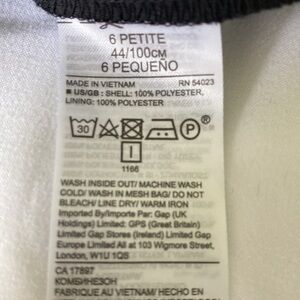 6 PETITE
44/100CM
6 PEQUEÑO
MADE IN VIETNAM RN 54023
■ US/GB : SHELL: 100% POLYESTER,
LINING: 100% POLYESTER
30 P ®
I
1166
WASH INSIDE OUT/ MACHINE WASH
COLD/ WASH IN MESH BAG/ DO NOT
BLEACH/ LINE DRY/ WARM IRON
Imported By/Importe Par: Gap (UK
Holdings) Limited: GPS (Great Britain)
Limited Gap Stores (Ireland) Limited Gap
Europe Limited All at 103 Wigmore Street,
London, W1U 1QS
CA 17897
КОМБИНЕЗОН
FABRIQUE AU VIETNAM/ HECHO EN